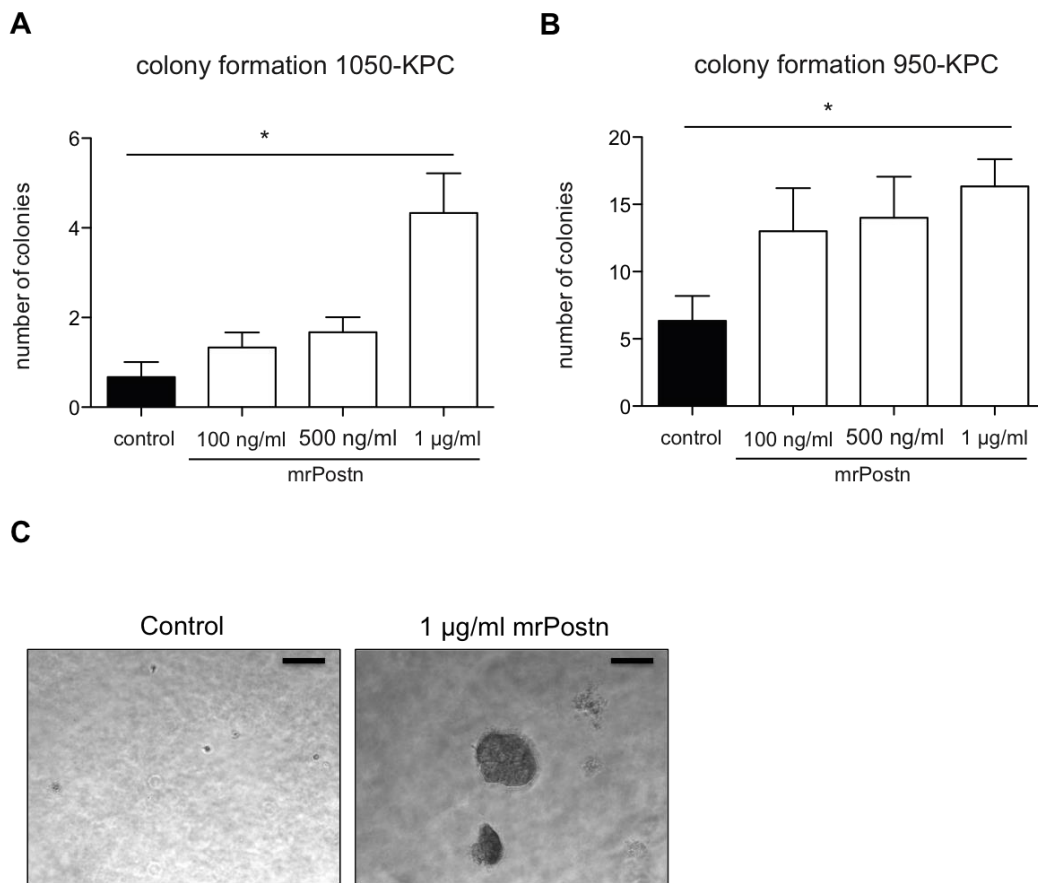 A
colony formation 1050-KPC
*
6
4
2
0
number of colonies
control
100 ng/ml
500 ng/ml
1 µg/ml
mrPostn
B
colony formation 950-KPC
*
20
15
10
5
0
number of colonies
control
100 ng/ml
500 ng/ml
1 µg/ml
mrPostn
C
Control
1 µg/ml mrPostn